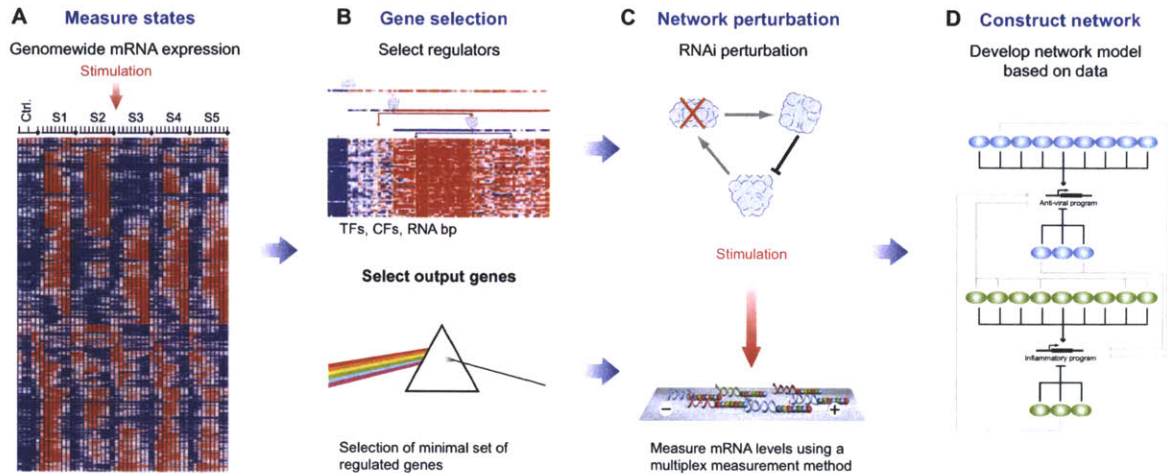 A Measure states
Genomewide mRNA expression
Stimulation
Ctrl.
S1 S2 S3 S4 S5
B Gene selection
Select regulators
TFs, CFs, RNA bp
Select output genes
Selection of minimal set of
regulated genes
C Network perturbation
RNAi perturbation
Stimulation
− +
Measure mRNA levels using a
multiplex measurement method
D Construct network
Develop network model
based on data
Anti-viral program
Inflammatory program